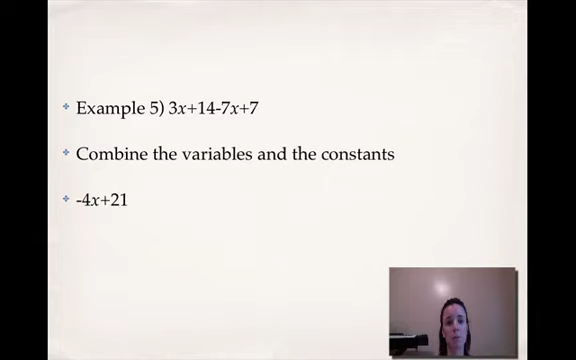 Example 5) 3x+14-7x+7
Combine the variables and the constants
-4x+21